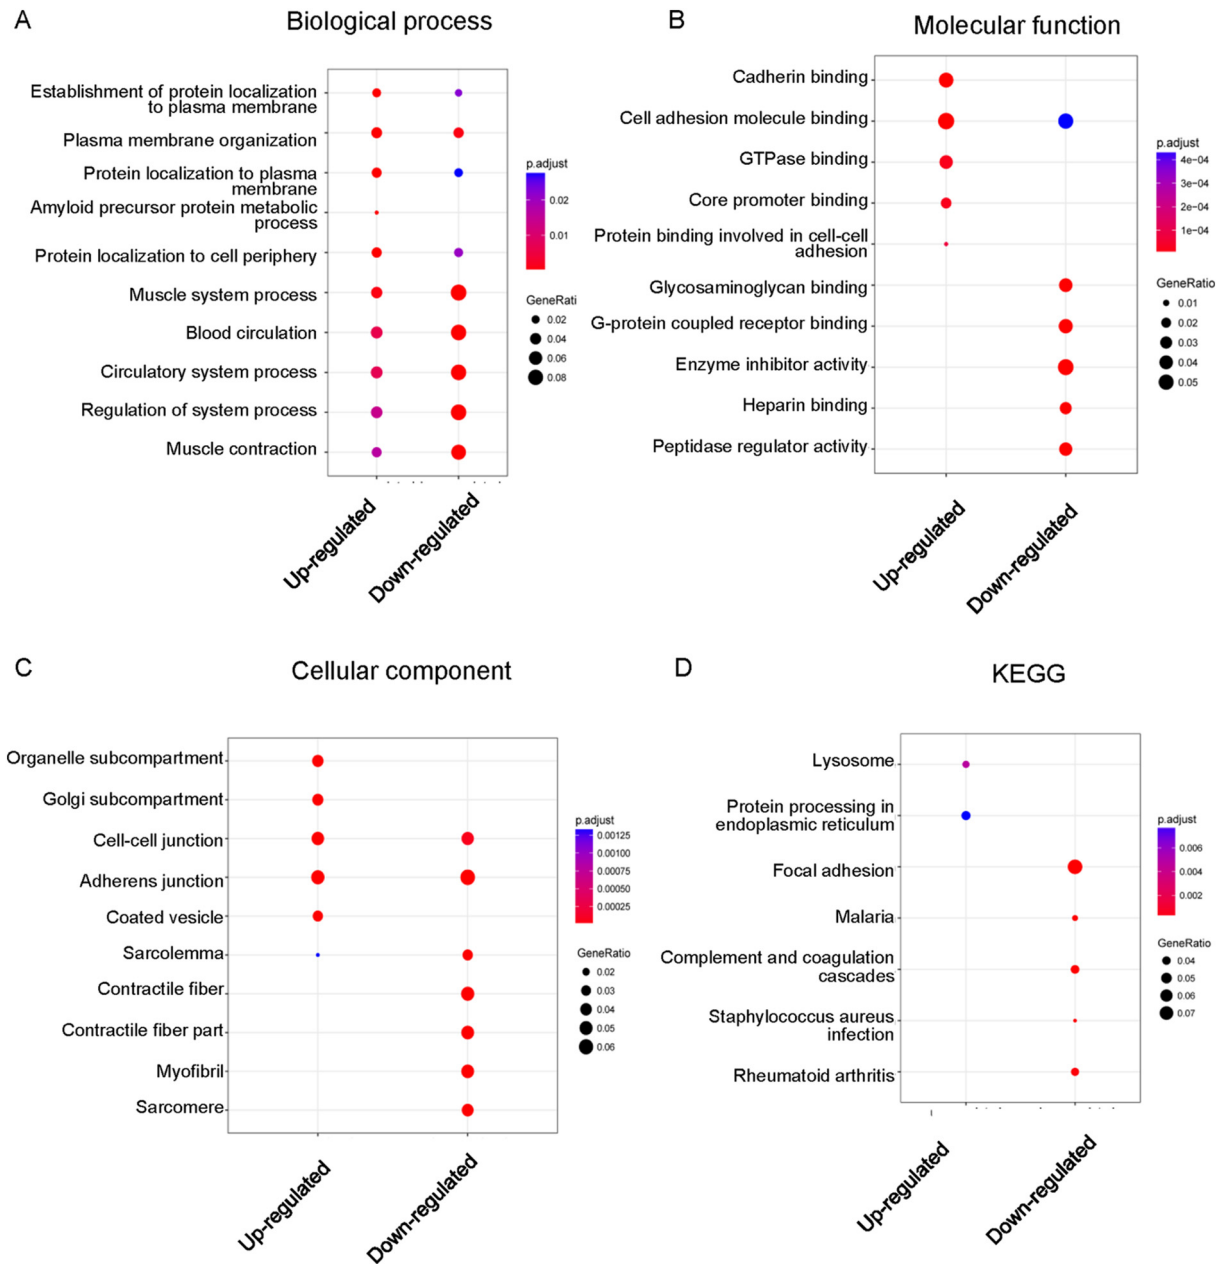 A
Biological process
Establishment of protein localization
to plasma membrane
Plasma membrane organization
Protein localization to plasma
membrane
Amyloid precursor protein metabolic
process
Protein localization to cell periphery
Muscle system process
Blood circulation
Circulatory system process
Regulation of system process
Muscle contraction
Up-regulated
Down-regulated
p.adjust
0.02
0.01
GeneRati
0.02
0.04
0.06
0.08
B
Molecular function
Cadherin binding
Cell adhesion molecule binding
GTPase binding
Core promoter binding
Protein binding involved in cell-cell
adhesion
Glycosaminoglycan binding
G-protein coupled receptor binding
Enzyme inhibitor activity
Heparin binding
Peptidase regulator activity
Up-regulated
Down-regulated
p.adjust
4e−04
3e−04
2e−04
1e−04
GeneRatio
0.01
0.02
0.03
0.04
0.05
C
Cellular component
Organelle subcompartment
Golgi subcompartment
Cell-cell junction
Adherens junction
Coated vesicle
Sarcolemma
Contractile fiber
Contractile fiber part
Myofibril
Sarcomere
Up-regulated
Down-regulated
p.adjust
0.00125
0.00100
0.00075
0.00050
0.00025
GeneRatio
0.02
0.03
0.04
0.05
0.06
D
KEGG
Lysosome
Protein processing in
endoplasmic reticulum
Focal adhesion
Malaria
Complement and coagulation
cascades
Staphylococcus aureus
infection
Rheumatoid arthritis
Up-regulated
Down-regulated
p.adjust
0.006
0.004
0.002
GeneRatio
0.04
0.05
0.06
0.07